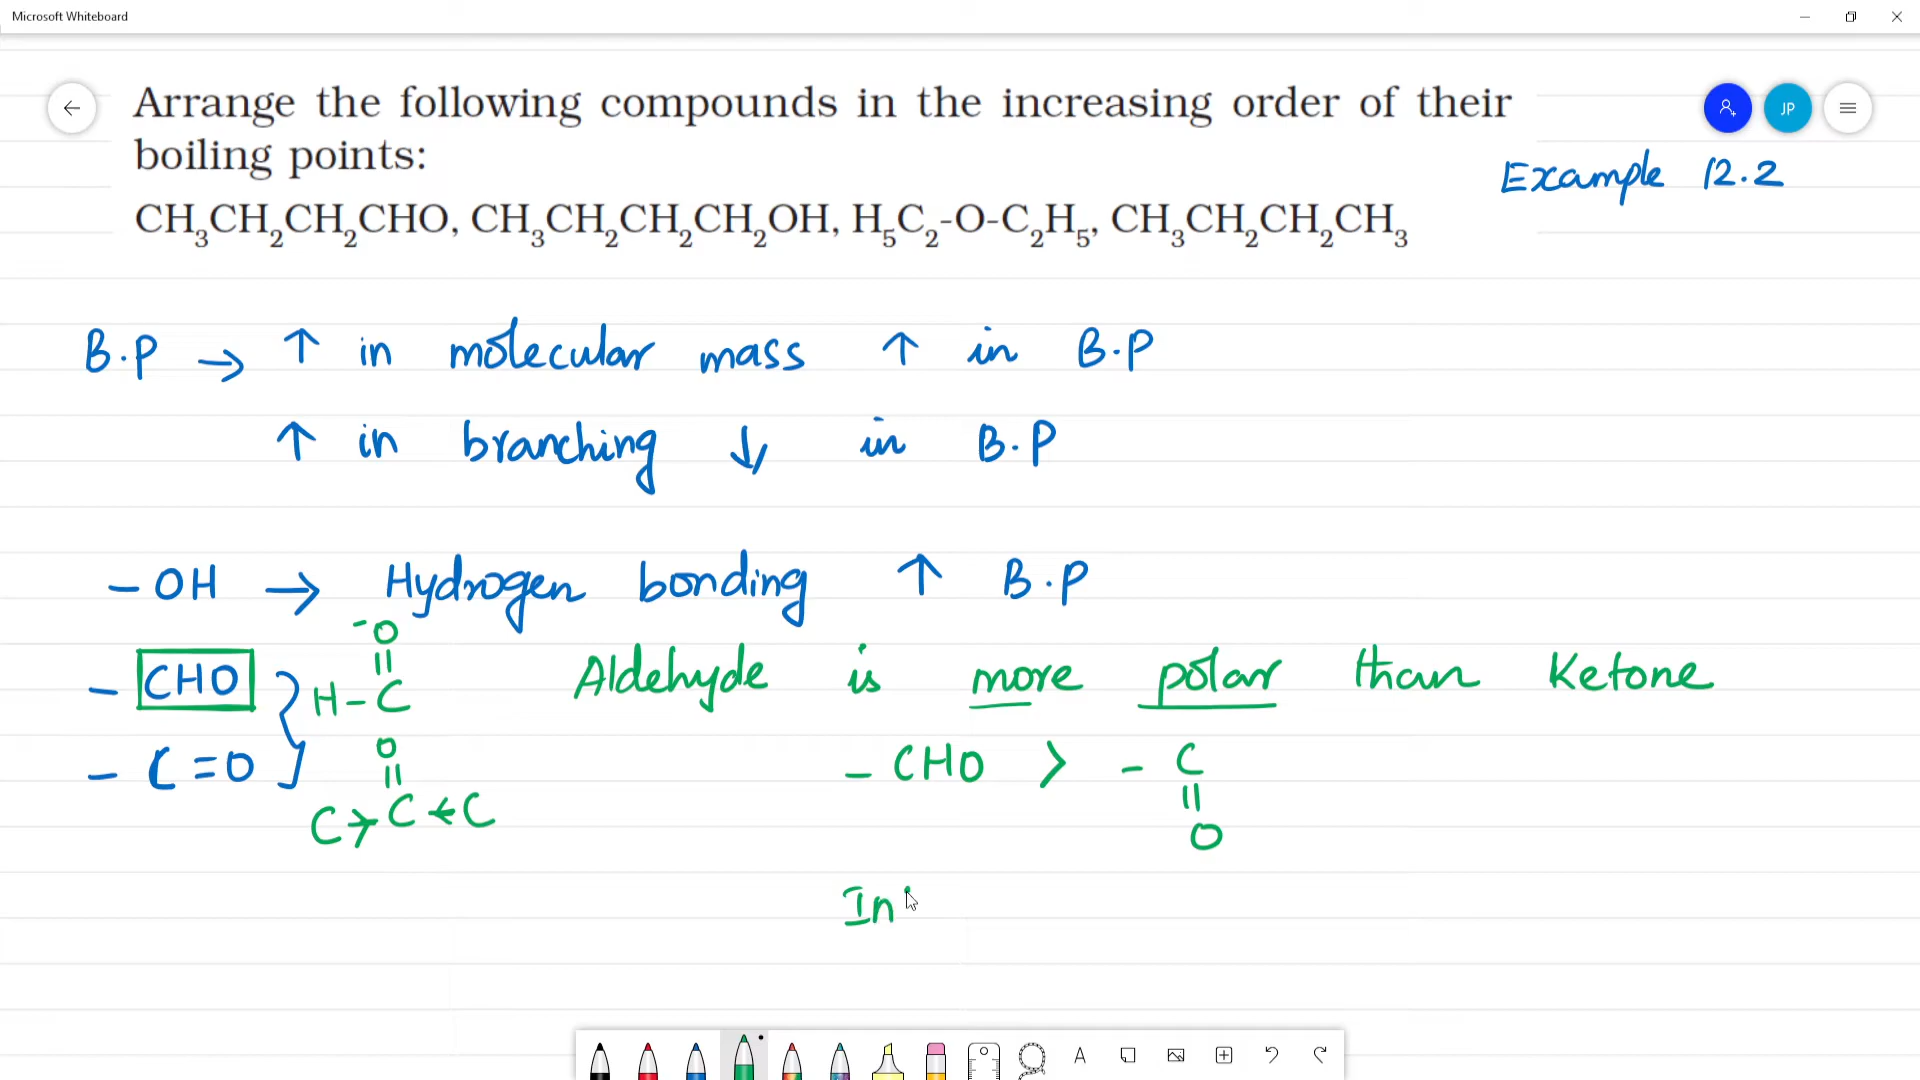 Microsoft Whiteboard
Arrange the following compounds in the increasing order of their
boiling points:
JP
Example 12.2
CH₃CH₂CH₂CHO, CH₃CH₂CH₂CH₂OH, H₅C₂-O-C₂H₅, CH₃CH₂CH₂CH₃
B.P → ↑ in molecular mass ↑ in B.P
↑ in branching ↓, in B.P
- OH → Hydrogen bonding ↑ B.P
⁻O
||
- CHO } H - C Aldehyde is more polar than Ketone
- C=O
O
||
C → C ← C
- CHO > - C
||
O
In
A